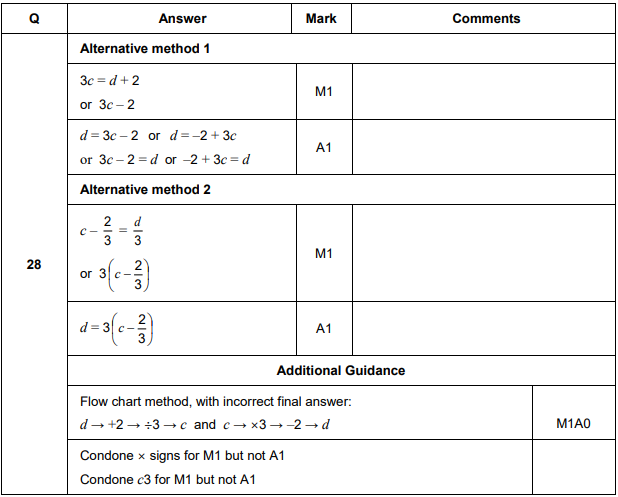 Q Answer Mark Comments
Alternative method 1
3c = d + 2
or 3c – 2
M1
d = 3c – 2 or d = –2 + 3c
or 3c – 2 = d or –2 + 3c = d
A1
Alternative method 2
c – 2/3 = d/3
or 3(c – 2/3)
M1
28
d = 3(c – 2/3)
A1
Additional Guidance
Flow chart method, with incorrect final answer:
d → +2 → ÷3 → c and c → ×3 → –2 → d
M1A0
Condone × signs for M1 but not A1
Condone c3 for M1 but not A1